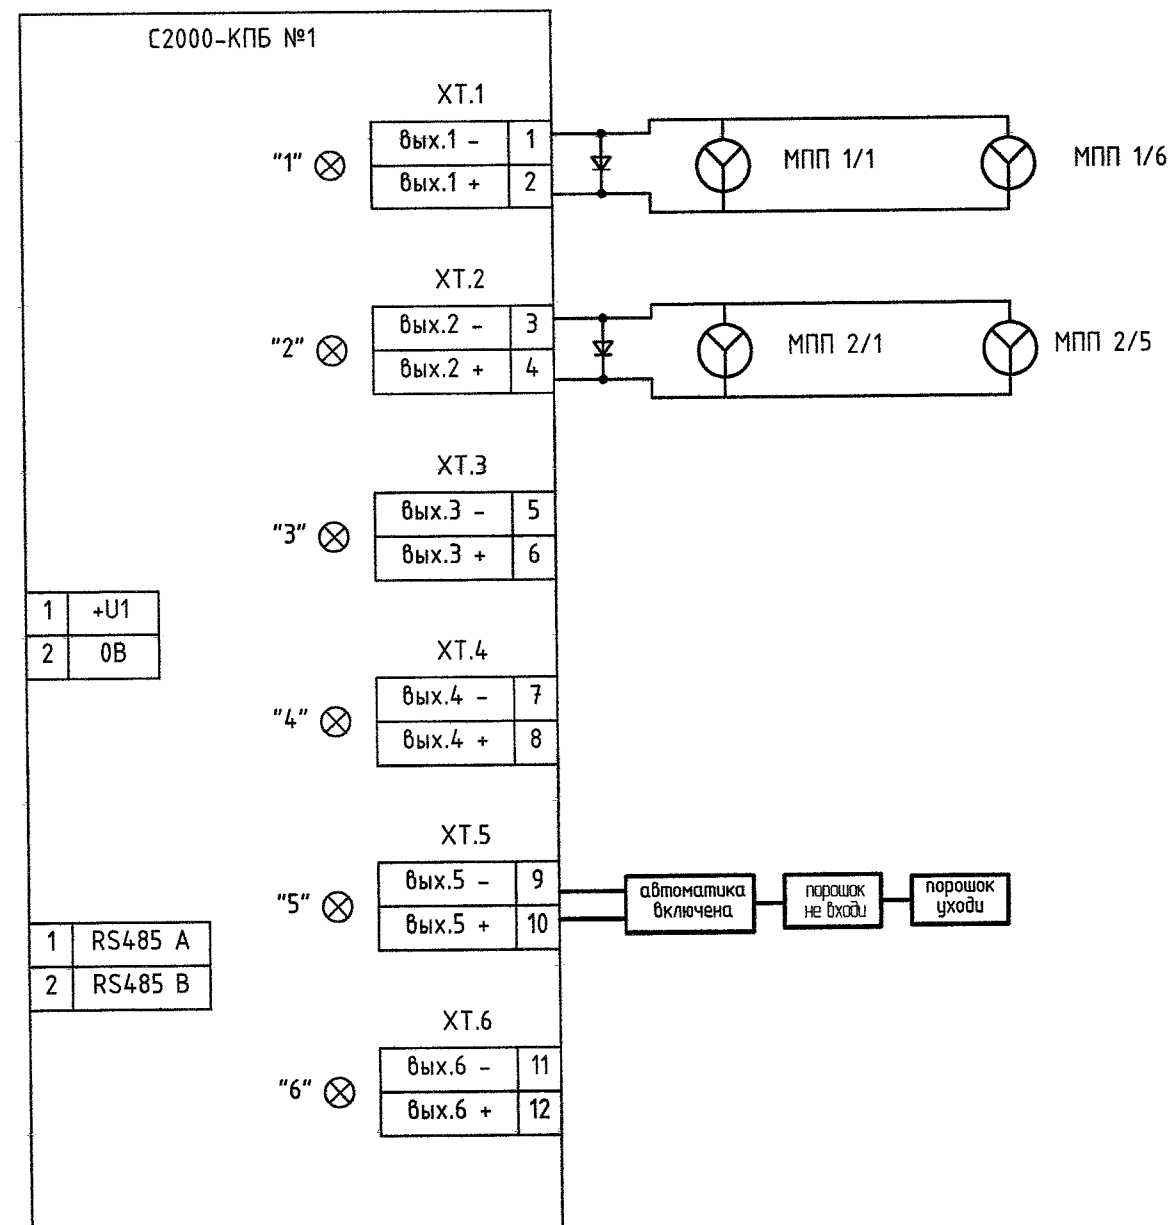 С2000-КПБ №1
XT.1
"1"
вых.1 - 1
вых.1 + 2
МПП 1/1
МПП 1/6
XT.2
"2"
вых.2 - 3
вых.2 + 4
МПП 2/1
МПП 2/5
XT.3
"3"
вых.3 - 5
вых.3 + 6
1 +U1
2 0В
XT.4
"4"
вых.4 - 7
вых.4 + 8
XT.5
"5"
вых.5 - 9
вых.5 + 10
автоматика
включена
порошок
не входи
порошок
уходи
1 RS485 A
2 RS485 B
XT.6
"6"
вых.6 - 11
вых.6 + 12